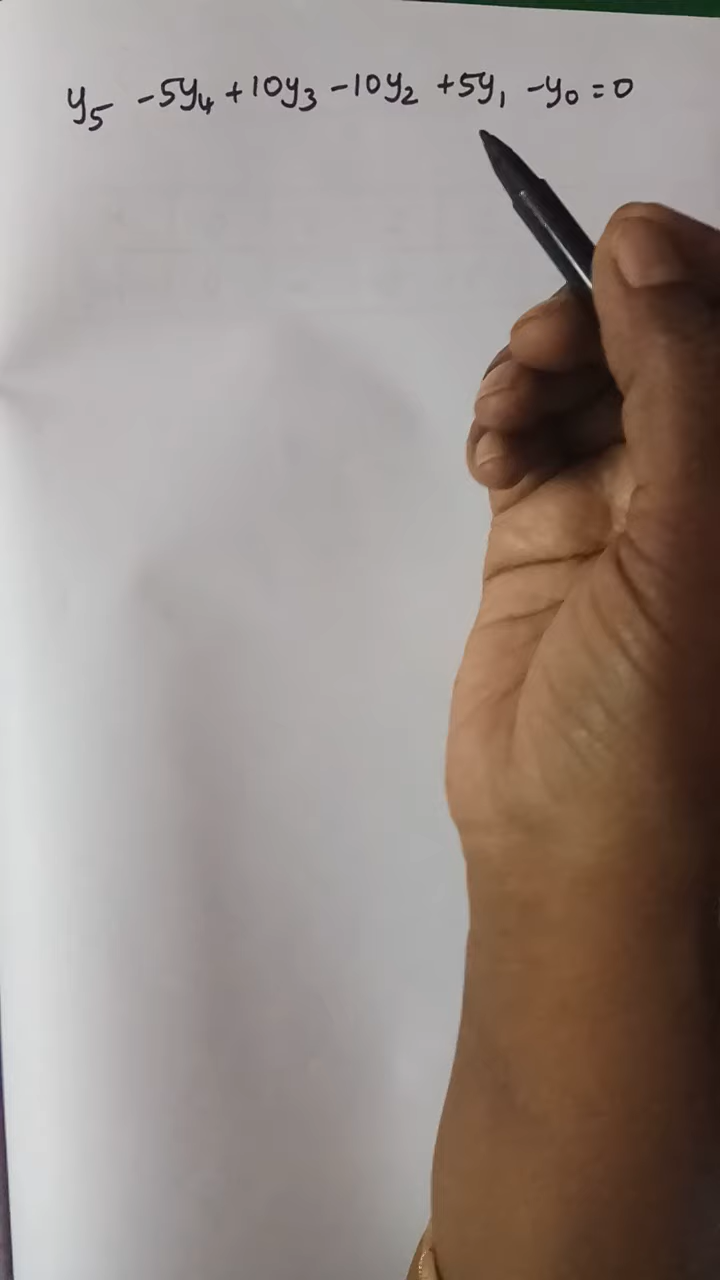 y₅ -5y₄ +10y₃ -10y₂ +5y₁ -y₀ = 0